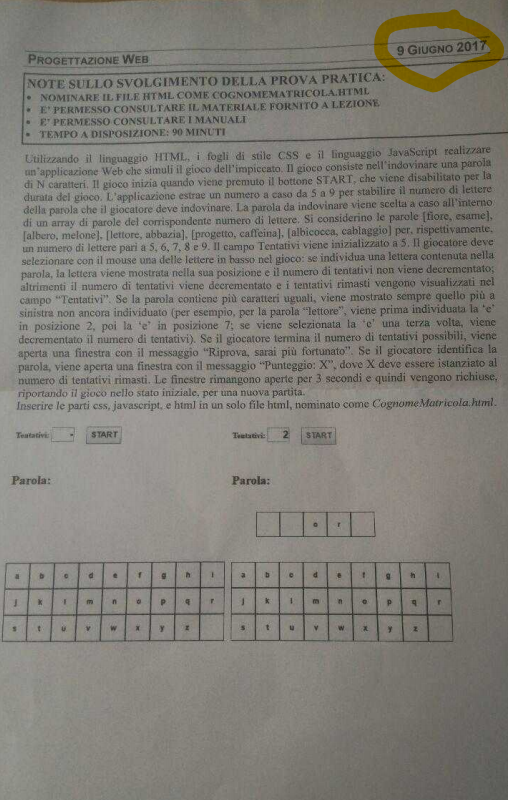 9 GIUGNO 2017
PROGETTAZIONE WEB
NOTE SULLO SVOLGIMENTO DELLA PROVA PRATICA:
• NOMINARE IL FILE HTML COME COGNOMEMATRICOLA.HTML
• E' PERMESSO CONSULTARE IL MATERIALE FORNITO A LEZIONE
• E' PERMESSO CONSULTARE I MANUALI
• TEMPO A DISPOSIZIONE: 90 MINUTI
Utilizzando il linguaggio HTML, i fogli di stile CSS e il linguaggio JavaScript realizzare
un'applicazione Web che simuli il gioco dell'impiccato. Il gioco consiste nell'indovinare una parola
di N caratteri. Il gioco inizia quando viene premuto il bottone START, che viene disabilitato per la
durata del gioco. L'applicazione estrae un numero a caso da 5 a 9 per stabilire il numero di lettere
della parola che il giocatore deve indovinare. La parola da indovinare viene scelta a caso all'interno
di un array di parole del corrispondente numero di lettere. Si considerino le parole [fiore, esame],
[albero, melone], [lettore, abbazia], [progetto, caffeina], [albicocca, cablaggio] per, rispettivamente,
un numero di lettere pari a 5, 6, 7, 8 e 9. Il campo Tentativi viene inizializzato a 5. Il giocatore deve
selezionare con il mouse una delle lettere in basso nel gioco: se individua una lettera contenuta nella
parola, la lettera viene mostrata nella sua posizione e il numero di tentativi non viene decrementato;
altrimenti il numero di tentativi viene decrementato e i tentativi rimasti vengono visualizzati nel
campo "Tentativi". Se la parola contiene più caratteri uguali, viene mostrato sempre quello più a
sinistra non ancora individuato (per esempio, per la parola "lettore", viene prima individuata la 'e'
in posizione 2, poi la 'e' in posizione 7; se viene selezionata la 'e' una terza volta, viene
decrementato il numero di tentativi). Se il giocatore termina il numero di tentativi possibili, viene
aperta una finestra con il messaggio "Riprova, sarai più fortunato". Se il giocatore identifica la
parola, viene aperta una finestra con il messaggio "Punteggio: X", dove X deve essere istanziato al
numero di tentativi rimasti. Le finestre rimangono aperte per 3 secondi e quindi vengono richiuse,
riportando il gioco nello stato iniziale, per una nuova partita.
Inserire le parti css, javascript, e html in un solo file html, nominato come CognomeMatricola.html.
Tentativi: - START Tentativi: 2 START
Parola: Parola:
o r
a b c d e f g h i a b c d e f g h i
j k l m n o p q r j k l m n o p q r
s t u v w x y z s t u v w x y z